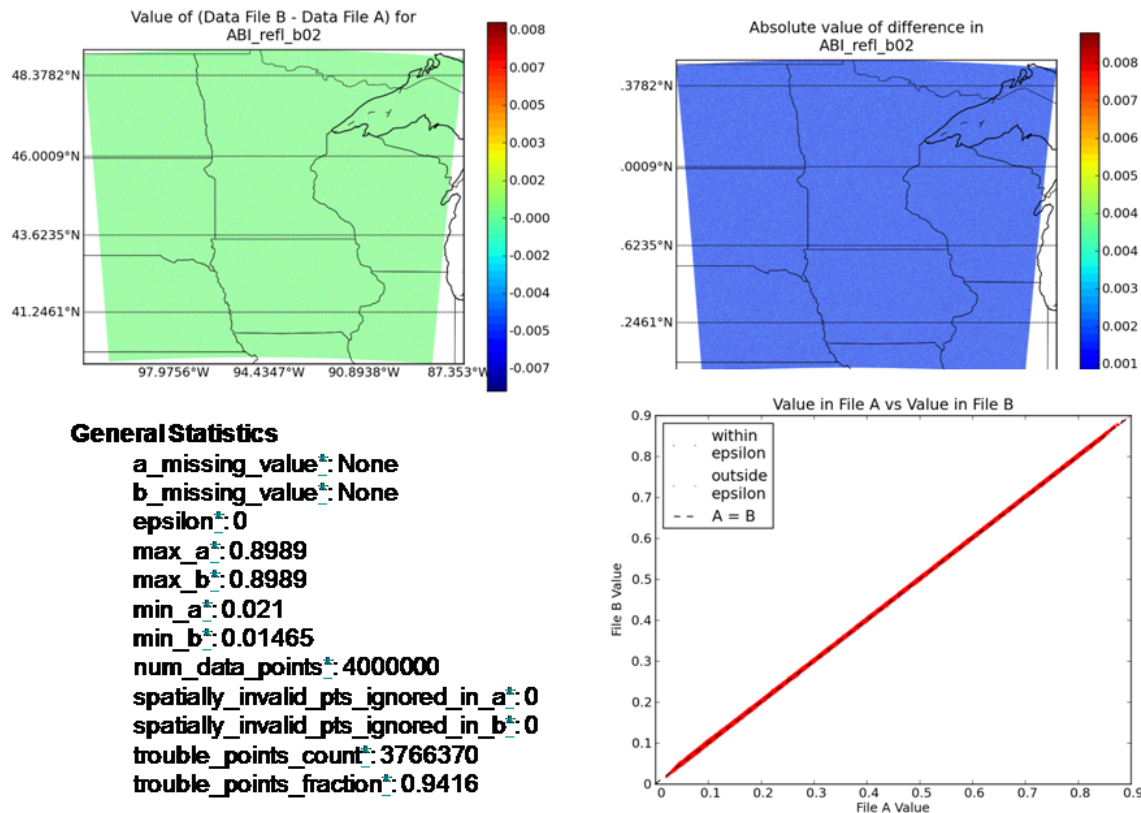 Value of (Data File B - Data File A) for
ABI_refl_b02
48.3782°N
46.0009°N
43.6235°N
41.2461°N
97.9756°W 94.4347°W 90.8938°W 87.353°W
0.008
0.007
0.005
0.003
0.002
-0.000
-0.002
-0.004
-0.005
-0.007
Absolute value of difference in
ABI_refl_b02
.3782°N
.0009°N
.6235°N
.2461°N
0.008
0.007
0.006
0.005
0.004
0.003
0.002
0.001
General Statistics
a_missing_value*: None
b_missing_value*: None
epsilon*: 0
max_a*: 0.8989
max_b*: 0.8989
min_a*: 0.021
min_b*: 0.01465
num_data_points*: 4000000
spatially_invalid_pts_ignored_in_a*: 0
spatially_invalid_pts_ignored_in_b*: 0
trouble_points_count*: 3766370
trouble_points_fraction*: 0.9416
Value in File A vs Value in File B
within
epsilon
outside
epsilon
A = B
File B Value
0.9
0.8
0.7
0.6
0.5
0.4
0.3
0.2
0.1
0
0 0.1 0.2 0.3 0.4 0.5 0.6 0.7 0.8 0.9
File A Value